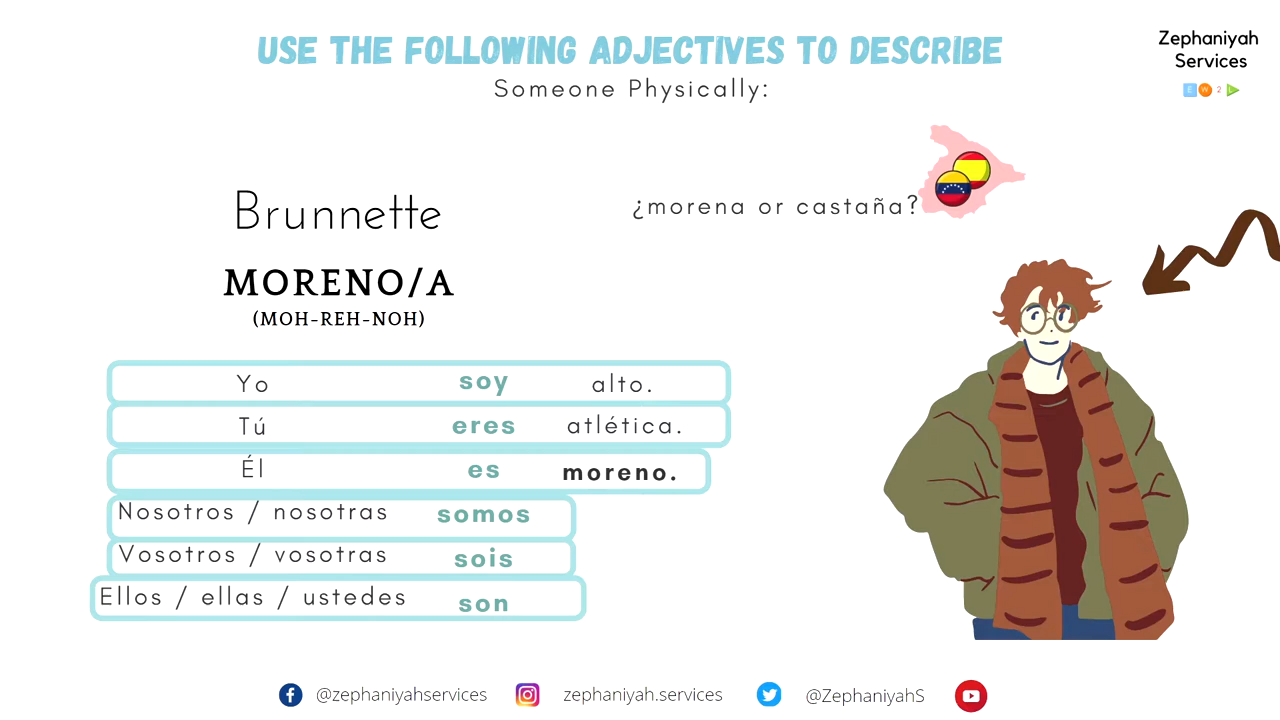 USE THE FOLLOWING ADJECTIVES TO DESCRIBE
Someone Physically:
Zephaniyah
Services
E W 2 L
Brunnette
¿morena or castaña?
MORENO/A
(MOH-REH-NOH)
Yo soy alto.
Tú eres atlética.
Él es moreno.
Nosotros / nosotras somos
Vosotros / vosotras sois
Ellos / ellas / ustedes son
@zephaniyahservices zephaniyah.services @ZephaniyahS